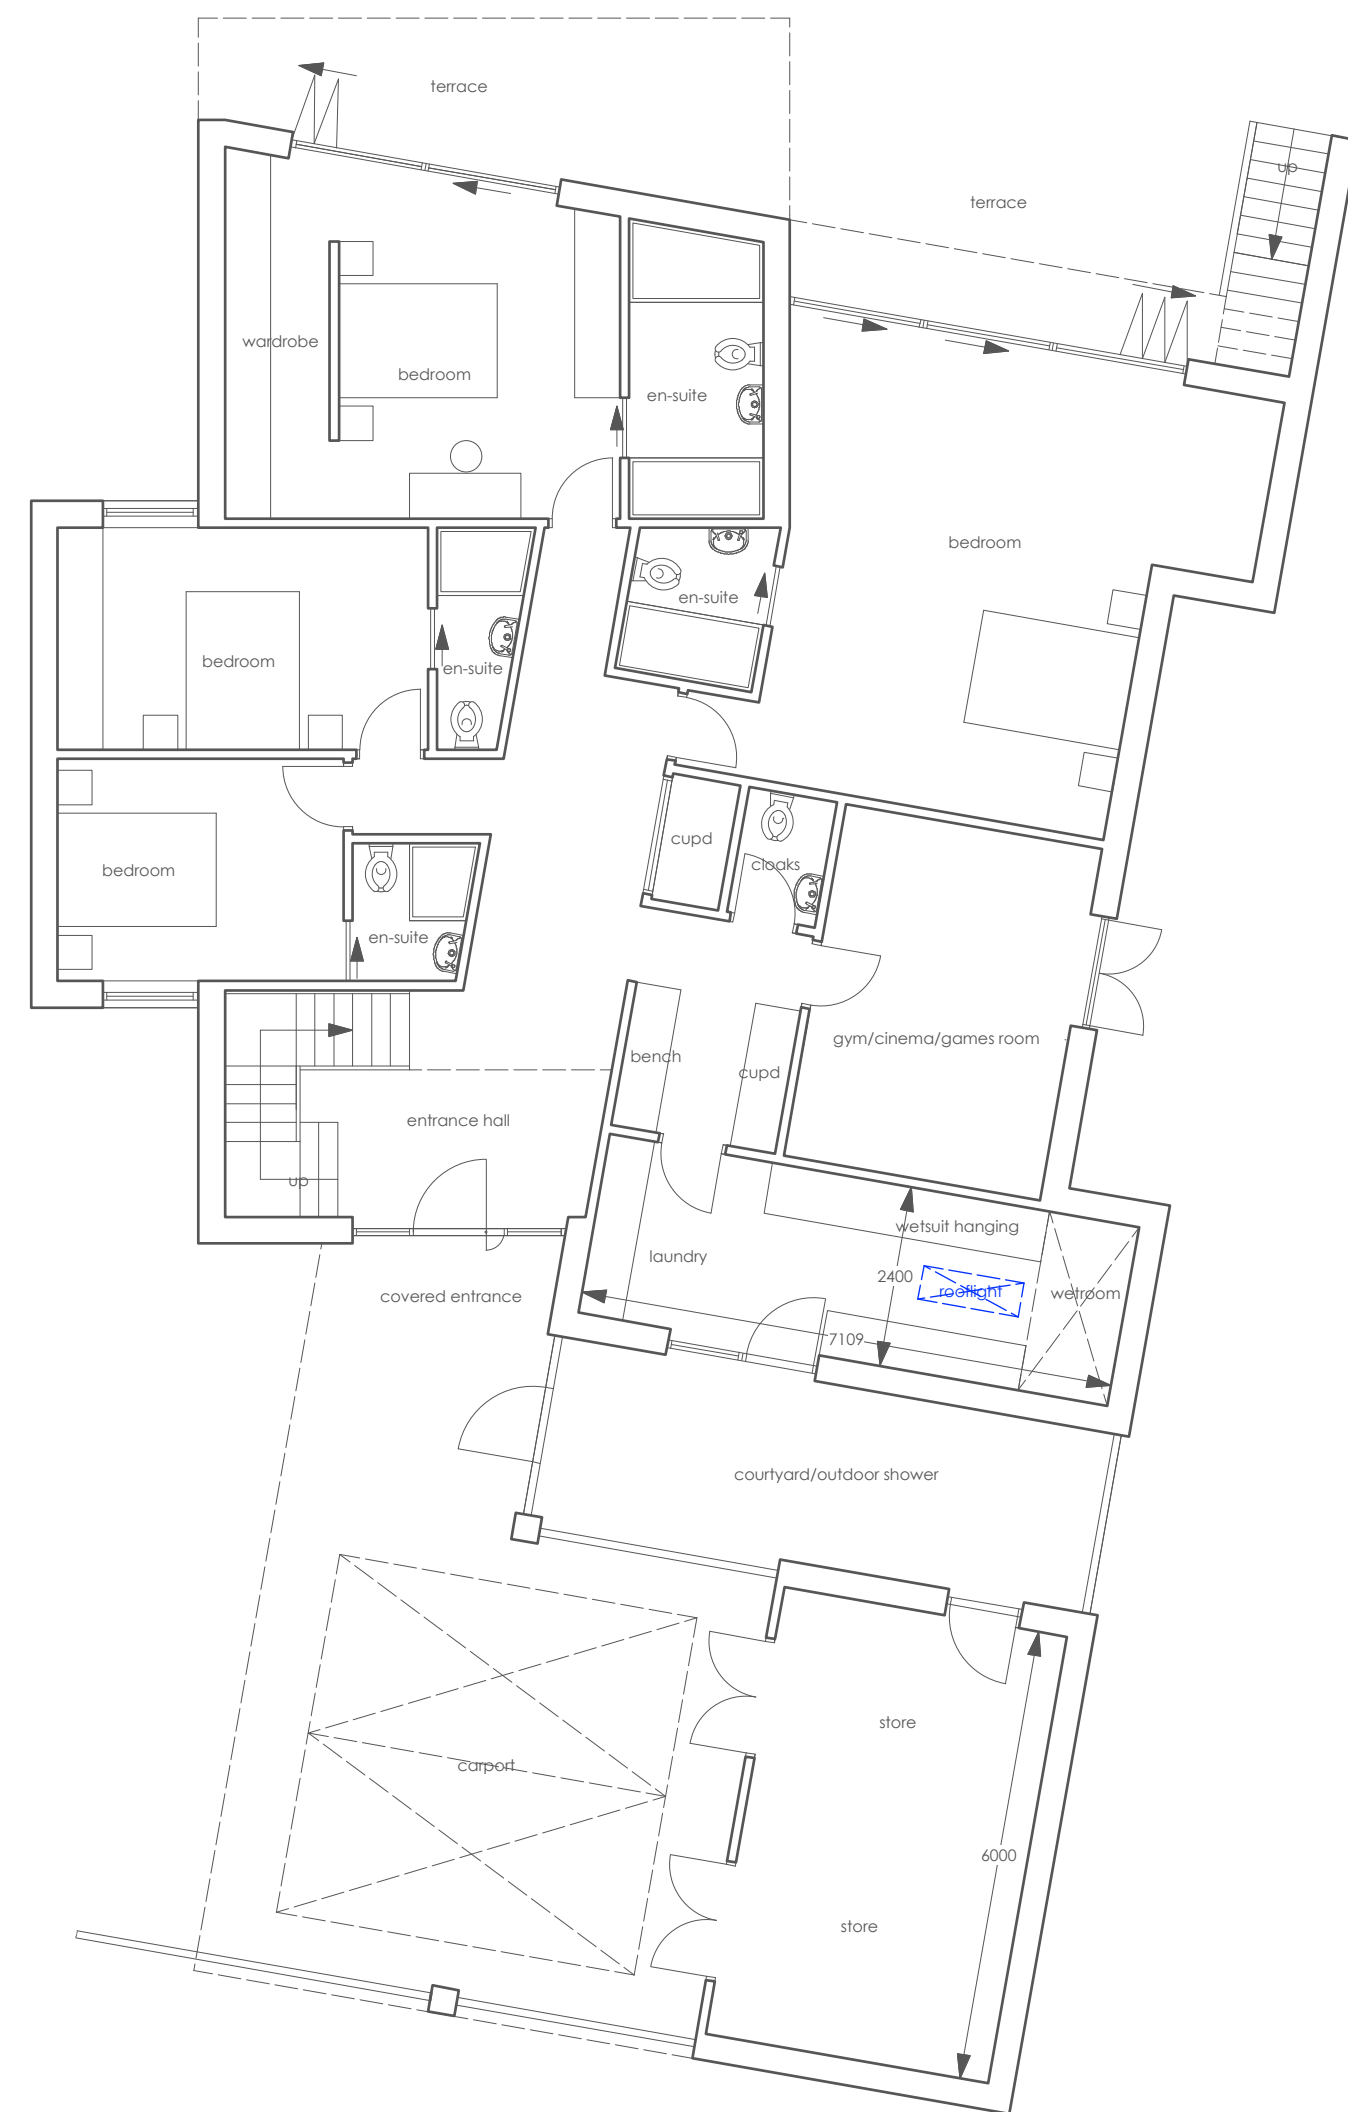 terrace
up
terrace
wardrobe
bedroom
en-suite
bedroom
en-suite
bedroom
en-suite
cupd
cloaks
bedroom
en-suite
gym/cinema/games room
bench
cupd
entrance hall
up
wetsuit hanging
laundry
2400
rooflight
wetroom
covered entrance
7109
courtyard/outdoor shower
store
carport
6000
store